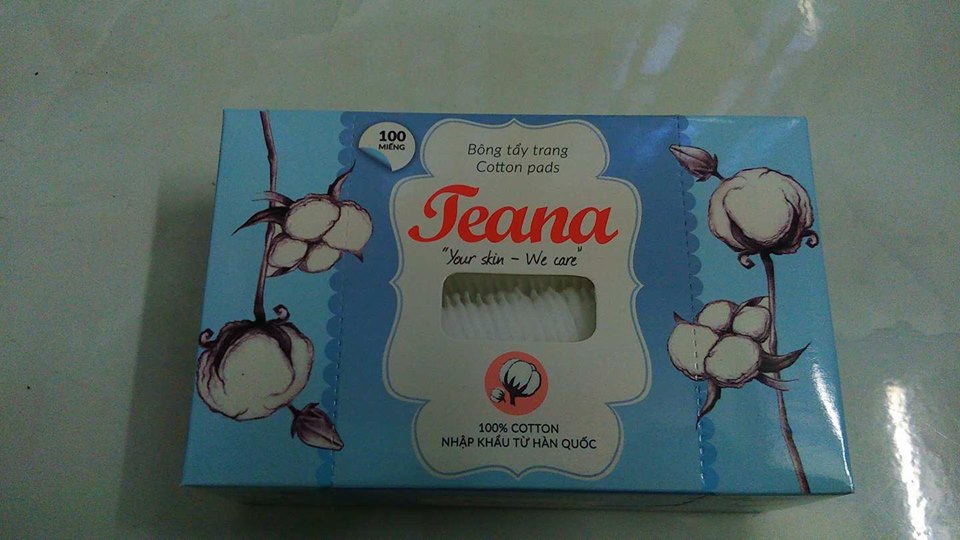 100
MIẾNG
Bông tẩy trang
Cotton pads
Teana
"Your skin - We care"
100% COTTON
NHẬP KHẨU TỪ HÀN QUỐC